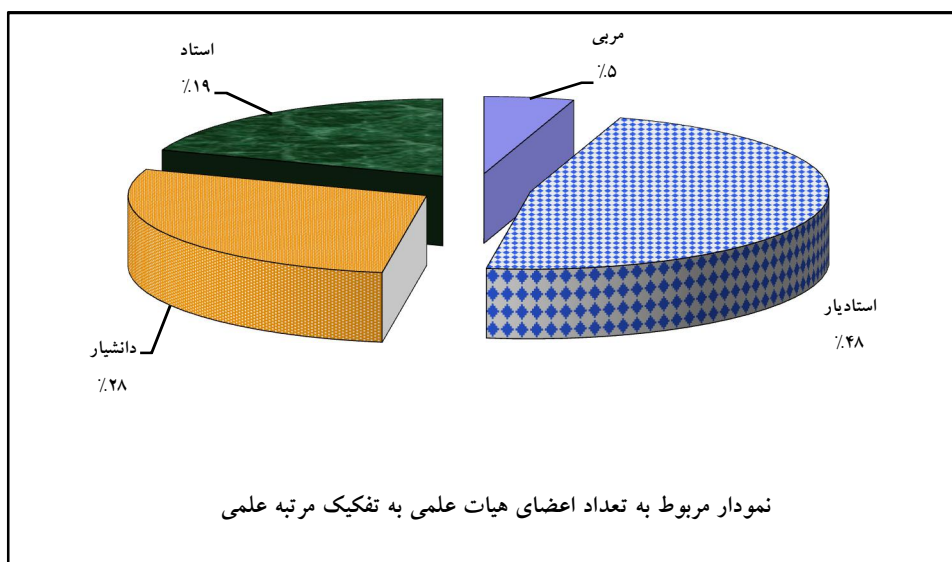 مربی
٪۵
استاد
٪۱۹
استادیار
٪۴۸
دانشیار
٪۲۸
نمودار مربوط به تعداد اعضای هیات علمی به تفکیک مرتبه علمی